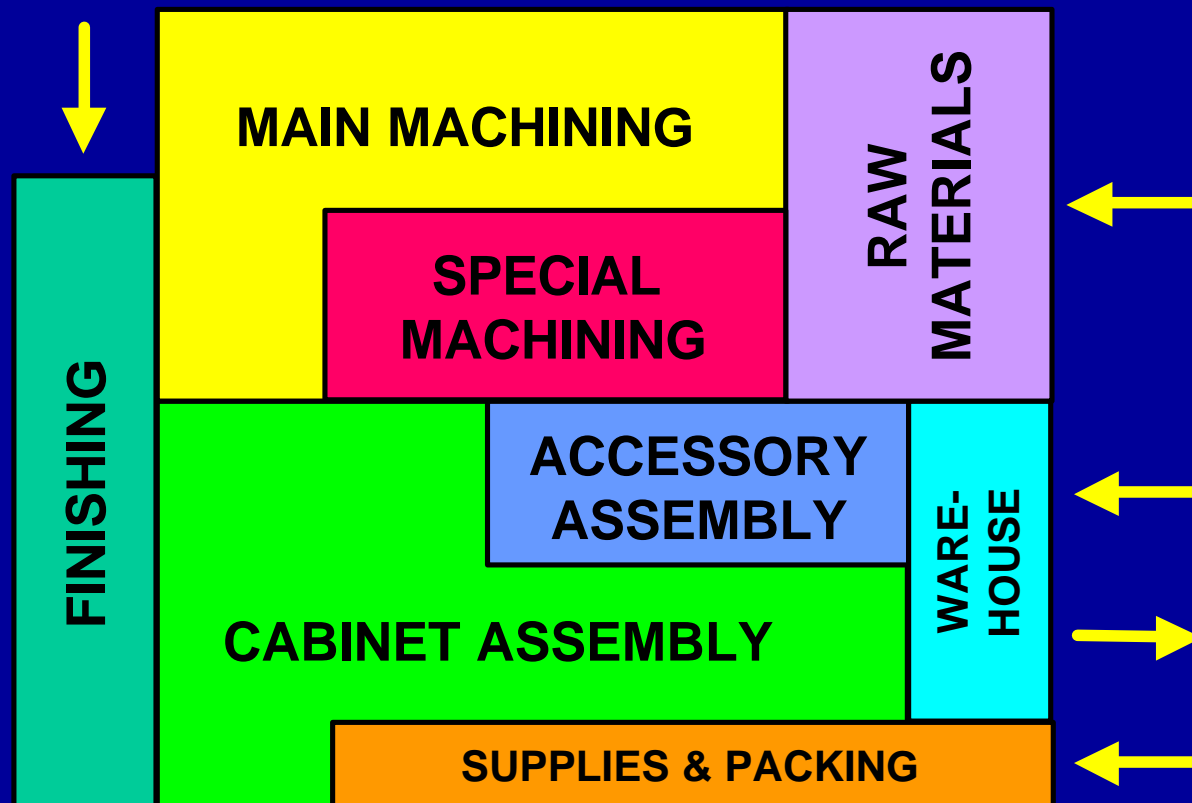 MAIN MACHINING
RAW
MATERIALS
SPECIAL
MACHINING
FINISHING
ACCESSORY
ASSEMBLY
WARE-
HOUSE
CABINET ASSEMBLY
SUPPLIES & PACKING